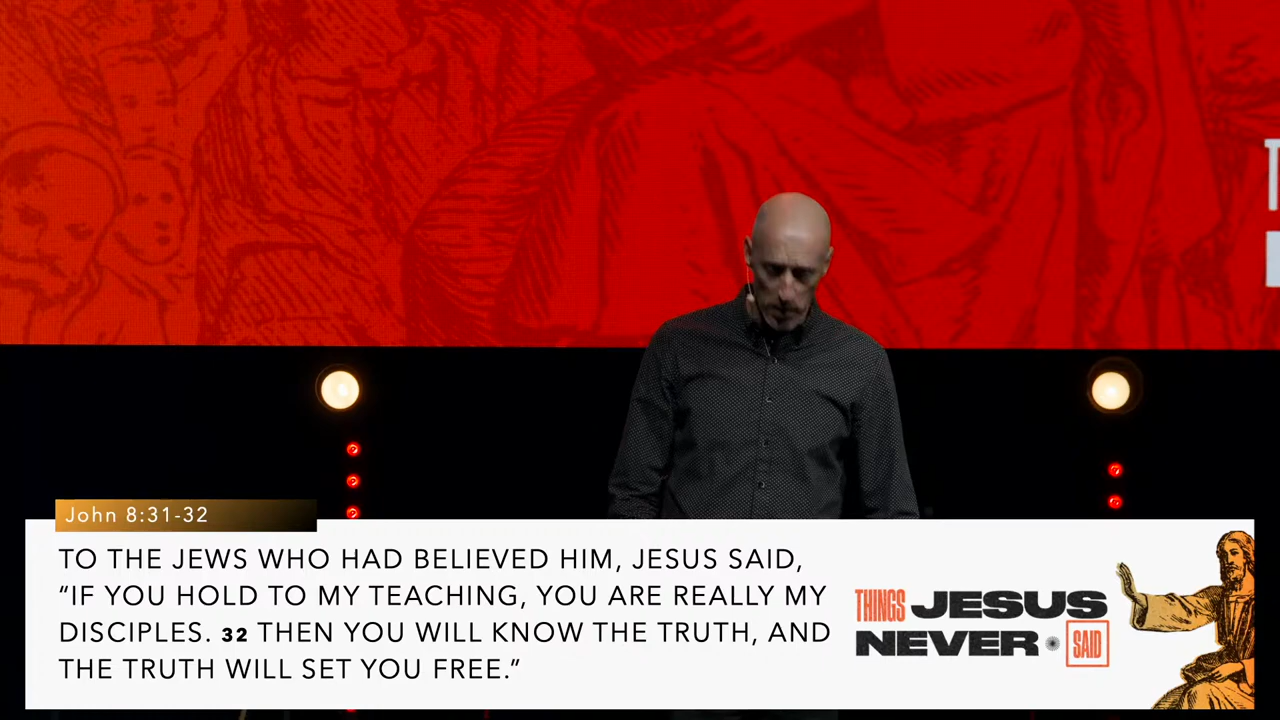 John 8:31-32
TO THE JEWS WHO HAD BELIEVED HIM, JESUS SAID,
“IF YOU HOLD TO MY TEACHING, YOU ARE REALLY MY
DISCIPLES. 32 THEN YOU WILL KNOW THE TRUTH, AND
THE TRUTH WILL SET YOU FREE.”
THINGS JESUS
NEVER SAID